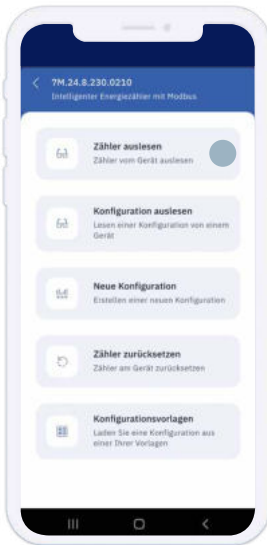 7M.24.8.230.0210
Intelligenter Energiezähler mit Modbus
Zähler auslesen
Zähler vom Gerät auslesen
Konfiguration auslesen
Lesen einer Konfiguration von einem
Gerät
Neue Konfiguration
Erstellen einer neuen Konfiguration
Zähler zurücksetzen
Zähler am Gerät zurücksetzen
Konfigurationsvorlagen
Laden Sie eine Konfiguration aus
einer Ihrer Vorlagen